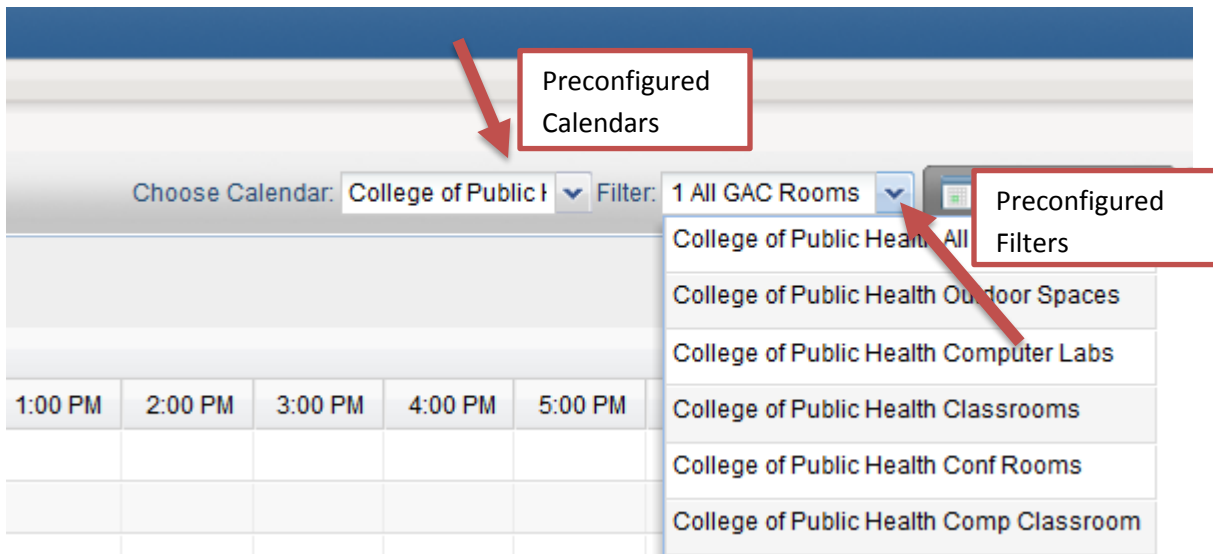 Preconfigured
Calendars
Choose Calendar: College of Public Filter: 1 All GAC Rooms
Preconfigured
Filters
College of Public Health All
College of Public Health Outdoor Spaces
College of Public Health Computer Labs
1:00 PM 2:00 PM 3:00 PM 4:00 PM 5:00 PM
College of Public Health Classrooms
College of Public Health Conf Rooms
College of Public Health Comp Classroom